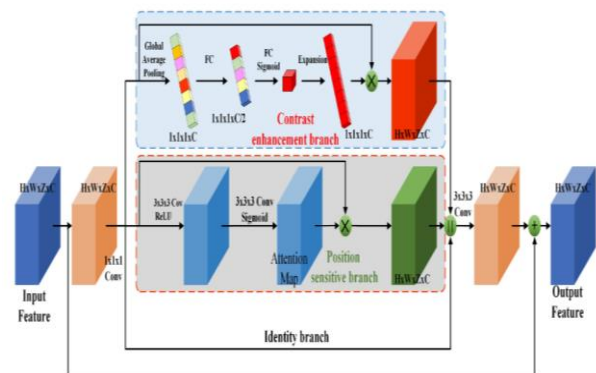 Global
Average
Pooling
FC
FC
Sigmoid
Expansion
1x1x1xC
1x1x1xC/2
Contrast
enhancement branch
1x1x1xC
HxWxZxC
HxWxZxC
HxWxZxC
1x1x1
Conv
Input
Feature
3x3x3 Cov
ReLU
3x3x3 Conv
Sigmoid
Attention
Map
Position
sensitive branch
HxWxZxC
||
3x3x3
Conv
HxWxZxC
HxWxZxC
Output
Feature
Identity branch